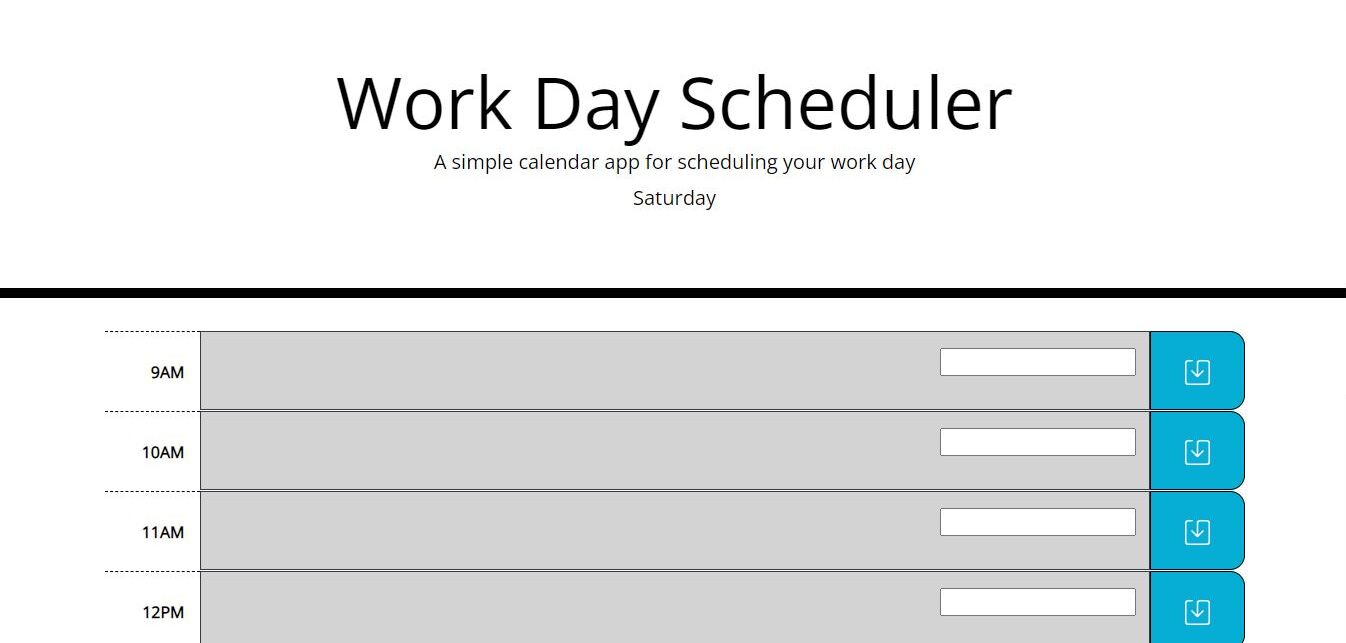 Work Day Scheduler
A simple calendar app for scheduling your work day
Saturday
9AM
10AM
11AM
12PM